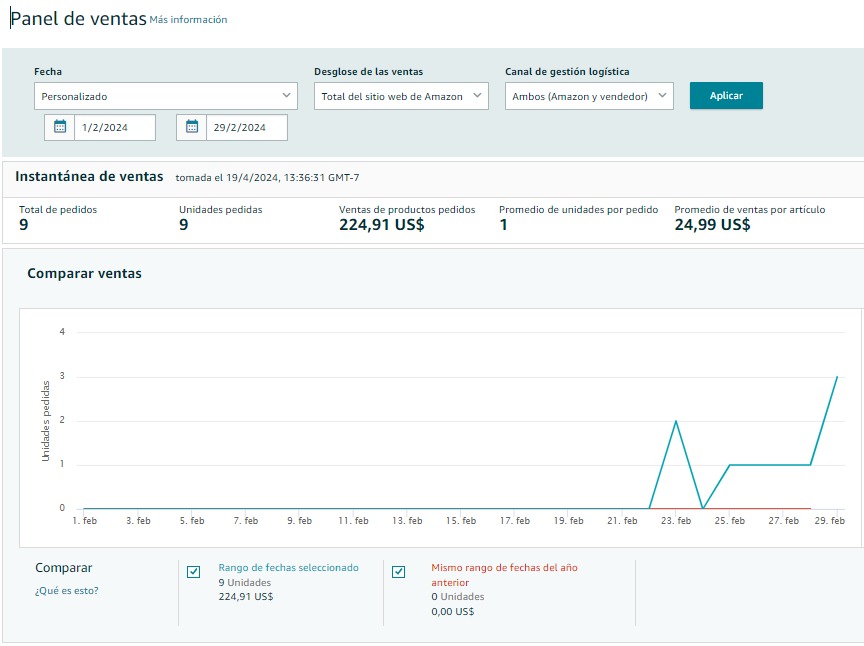 Panel de ventas Más información
Fecha Desglose de las ventas Canal de gestión logística
Personalizado Total del sitio web de Amazon Ambos (Amazon y vendedor) Aplicar
1/2/2024 29/2/2024
Instantánea de ventas tomada el 19/4/2024, 13:36:31 GMT-7
Total de pedidos Unidades pedidas Ventas de productos pedidos Promedio de unidades por pedido Promedio de ventas por artículo
9 9 224,91 US$ 1 24,99 US$
Comparar ventas
4
3
2
1
0
Unidades pedidas
1. feb 3. feb 5. feb 7. feb 9. feb 11. feb 13. feb 15. feb 17. feb 19. feb 21. feb 23. feb 25. feb 27. feb 29. feb
Comparar
¿Qué es esto?
Rango de fechas seleccionado
9 Unidades
224,91 US$
Mismo rango de fechas del año
anterior
0 Unidades
0,00 US$